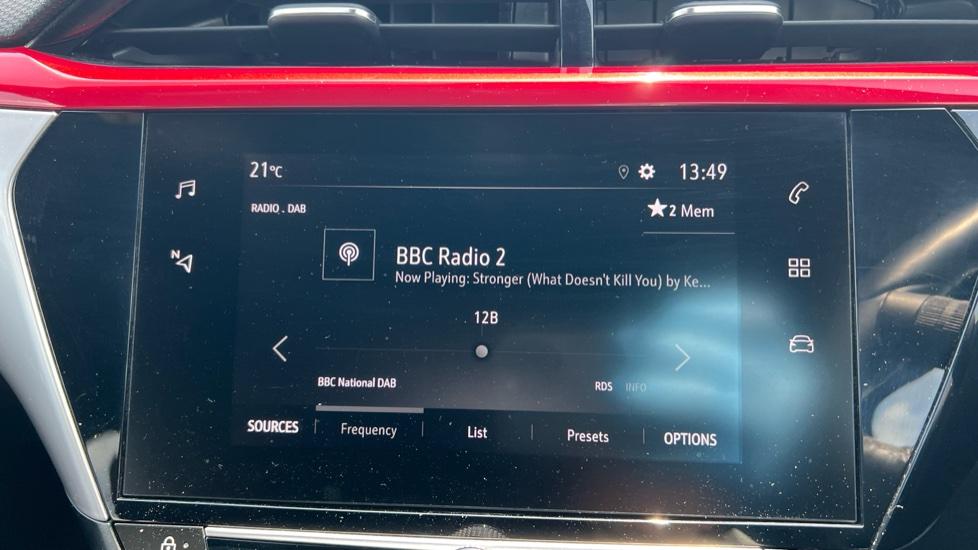 21°C 13:49
RADIO . DAB
2 Mem
BBC Radio 2
Now Playing: Stronger (What Doesn't Kill You) by Ke...
12B
BBC National DAB RDS INFO
SOURCES Frequency List Presets OPTIONS
N